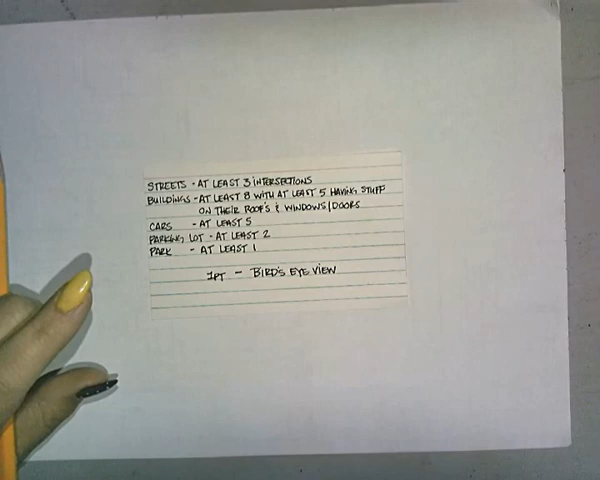 STREETS - AT LEAST 3 INTERSECTIONS
BUILDINGS - AT LEAST 8 WITH AT LEAST 5 HAVING STUFF
ON THEIR ROOFS & WINDOWS/DOORS
CARS - AT LEAST 5
PARKING LOT - AT LEAST 2
PARK - AT LEAST 1
1PT - BIRD'S EYE VIEW